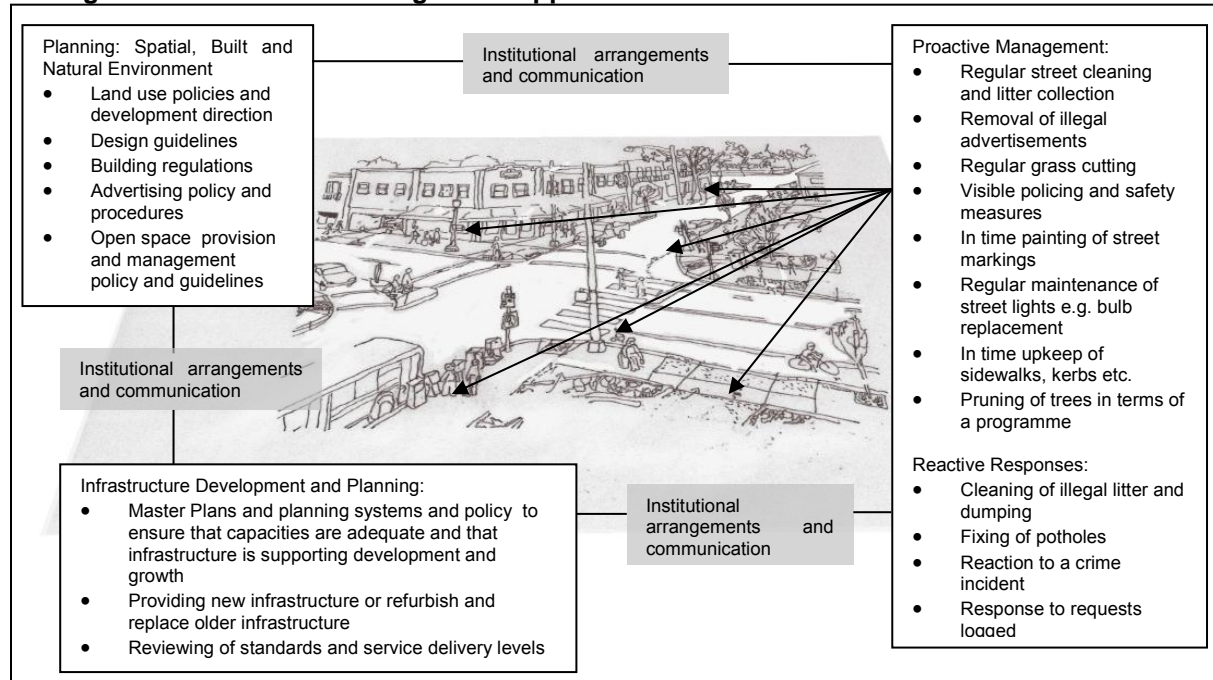 Planning: Spatial, Built and
Natural Environment
• Land use policies and
development direction
• Design guidelines
• Building regulations
• Advertising policy and
procedures
• Open space provision
and management
policy and guidelines
Institutional arrangements
and communication
Proactive Management:
• Regular street cleaning
and litter collection
• Removal of illegal
advertisements
• Regular grass cutting
• Visible policing and safety
measures
• In time painting of street
markings
• Regular maintenance of
street lights e.g. bulb
replacement
• In time upkeep of
sidewalks, kerbs etc.
• Pruning of trees in terms of
a programme
Reactive Responses:
• Cleaning of illegal litter and
dumping
• Fixing of potholes
• Reaction to a crime
incident
• Response to requests
logged
Institutional arrangements
and communication
Infrastructure Development and Planning:
• Master Plans and planning systems and policy to
ensure that capacities are adequate and that
infrastructure is supporting development and
growth
• Providing new infrastructure or refurbish and
replace older infrastructure
• Reviewing of standards and service delivery levels
Institutional
arrangements and
communication